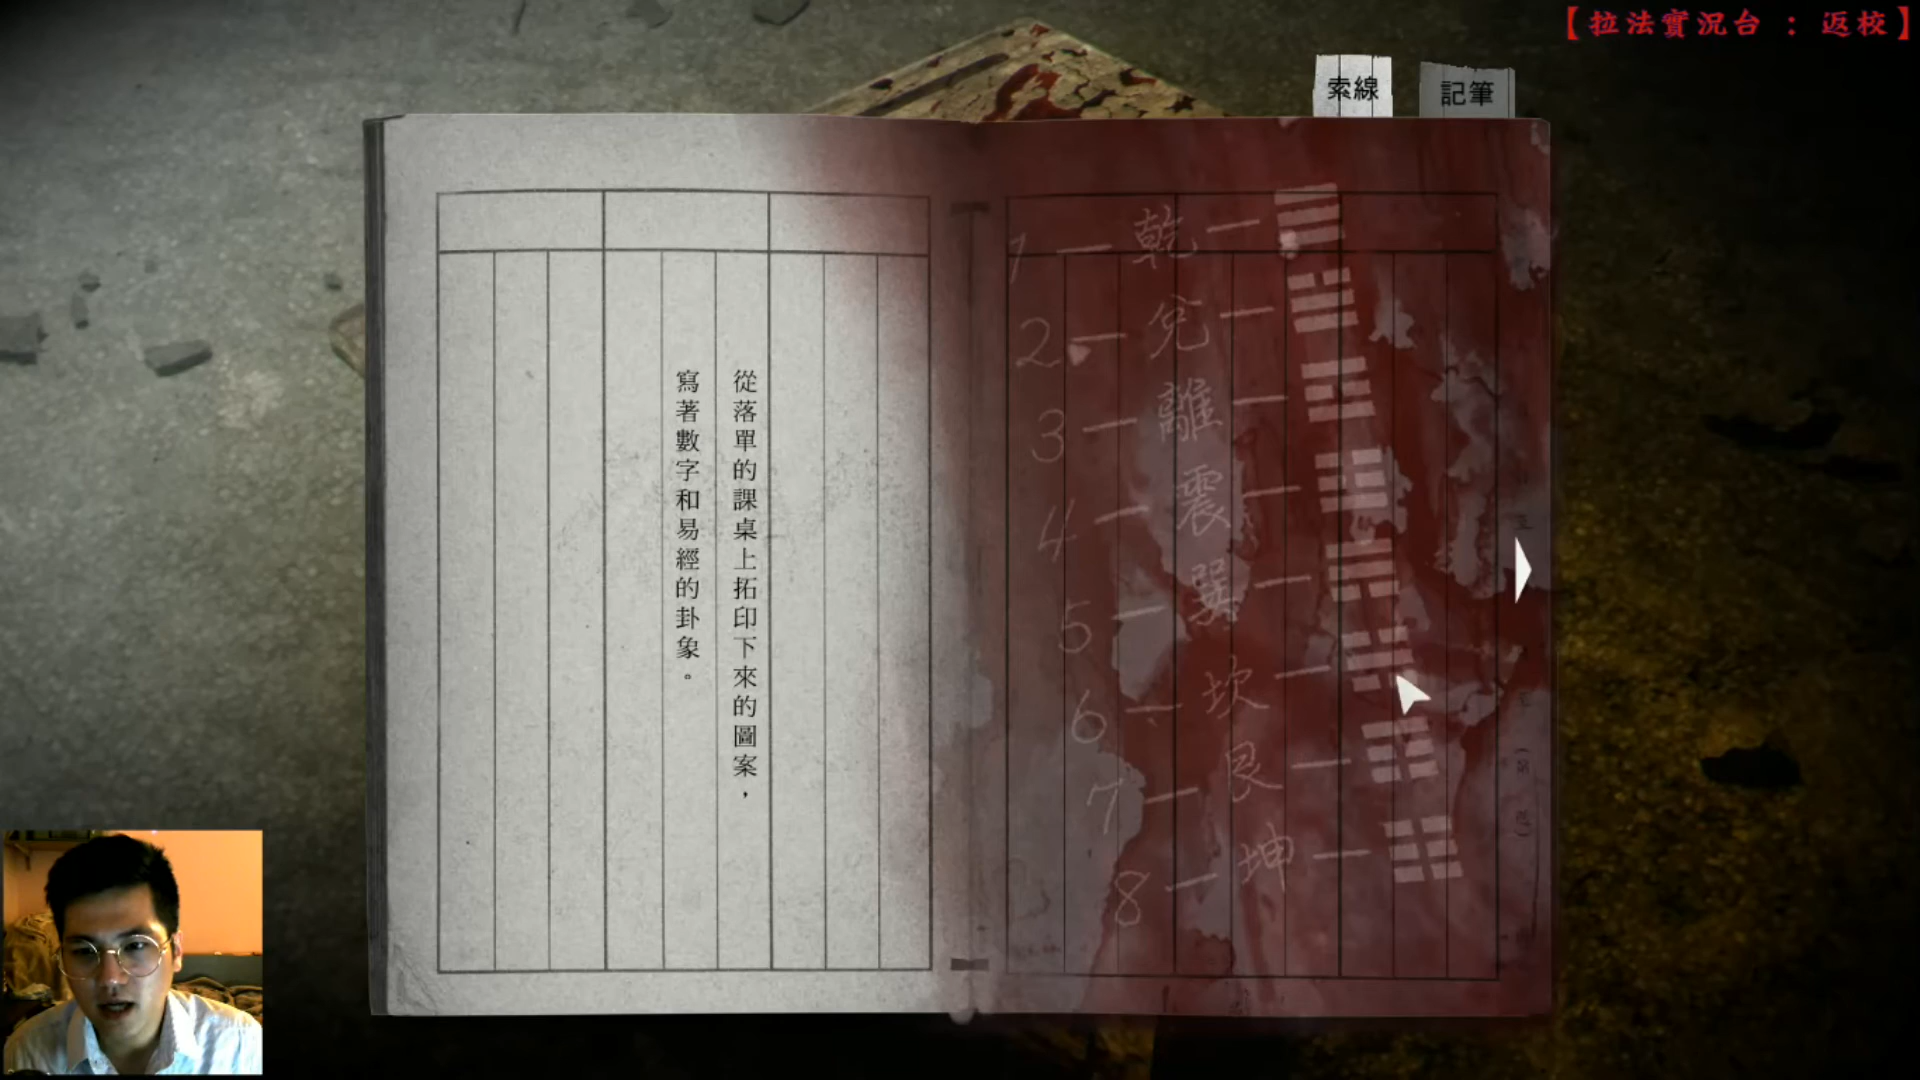 【拉法實況台 : 返校】
索線
記筆
從落單的課桌上拓印下來的圖案，
寫著數字和易經的卦象。
1 — 乾 — ☰
2 — 兌 — ☱
3 — 離 — ☲
4 — 震 — ☳
5 — 巽 — ☴
6 — 坎 — ☵
7 — 艮 — ☶
8 — 坤 — ☷